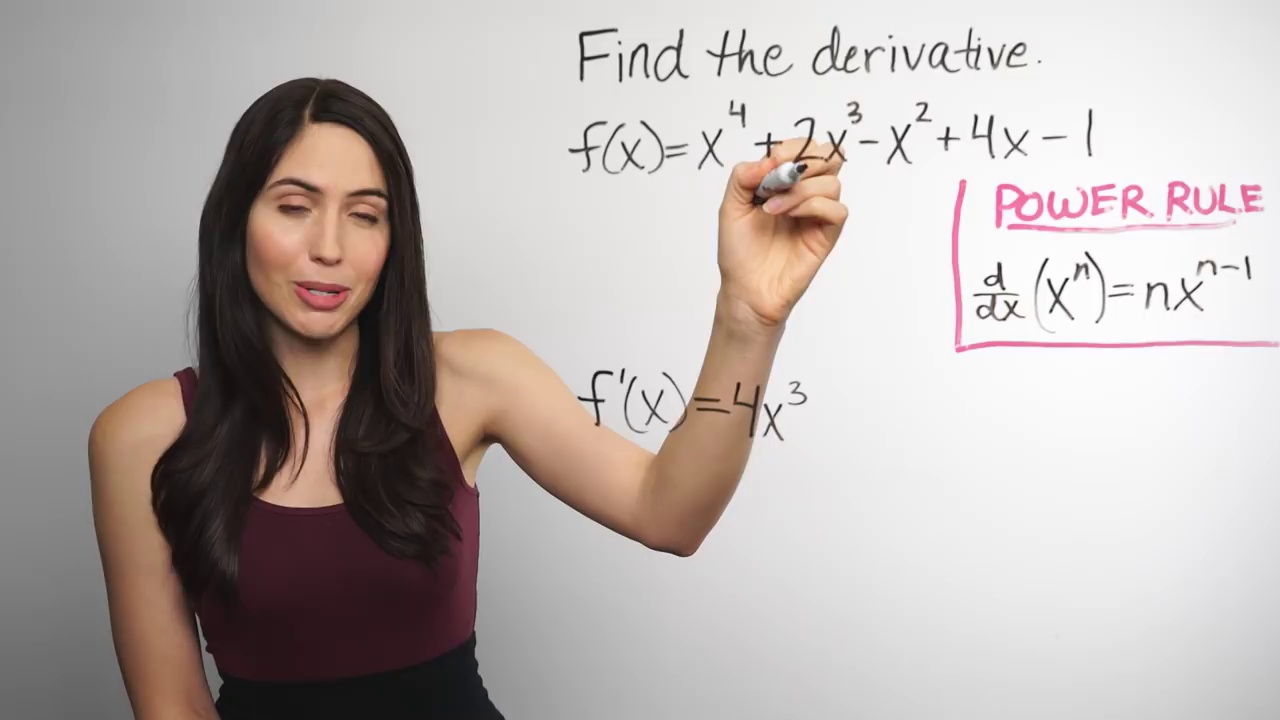 Find the derivative.
f(x)=x⁴+2x³-x²+4x-1
POWER RULE
d/dx(xⁿ)=nxⁿ⁻¹
f'(x)=4x³